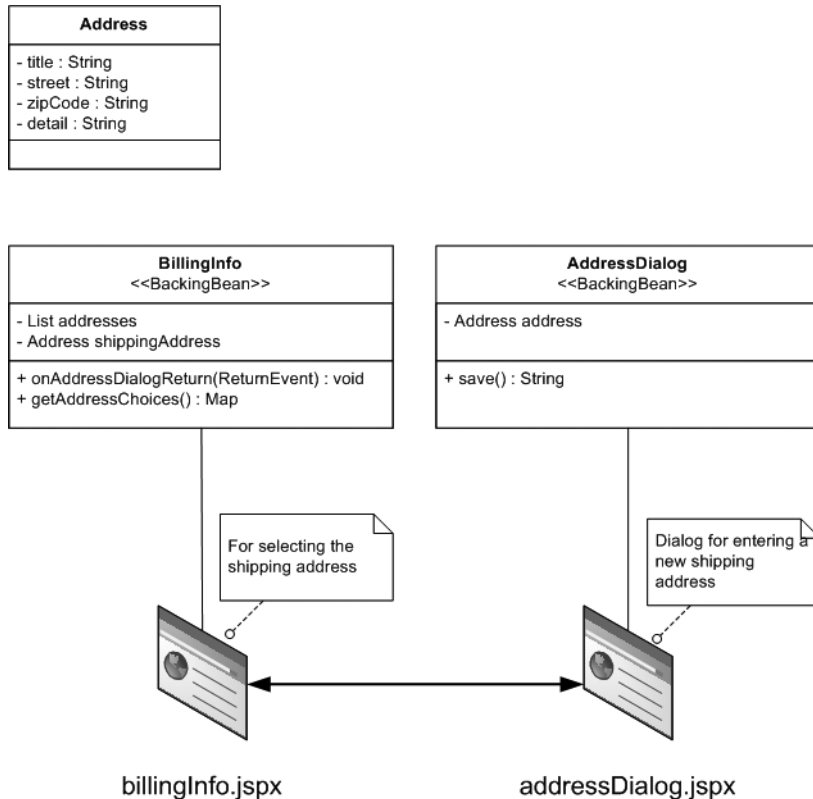 Address
- title : String
- street : String
- zipCode : String
- detail : String
BillingInfo
<<BackingBean>>
- List addresses
- Address shippingAddress
+ onAddressDialogReturn(ReturnEvent) : void
+ getAddressChoices() : Map
AddressDialog
<<BackingBean>>
- Address address
+ save() : String
For selecting the
shipping address
Dialog for entering a
new shipping
address
billingInfo.jspx
addressDialog.jspx